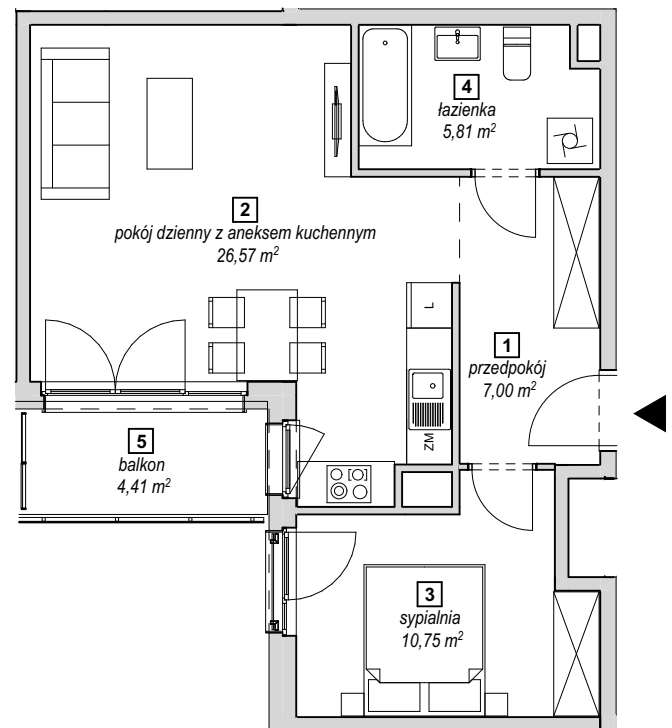 4
łazienka
5,81 m²
2
pokój dzienny z aneksem kuchennym
26,57 m²
L
1
przedpokój
7,00 m²
ZM
5
balkon
4,41 m²
3
sypialnia
10,75 m²